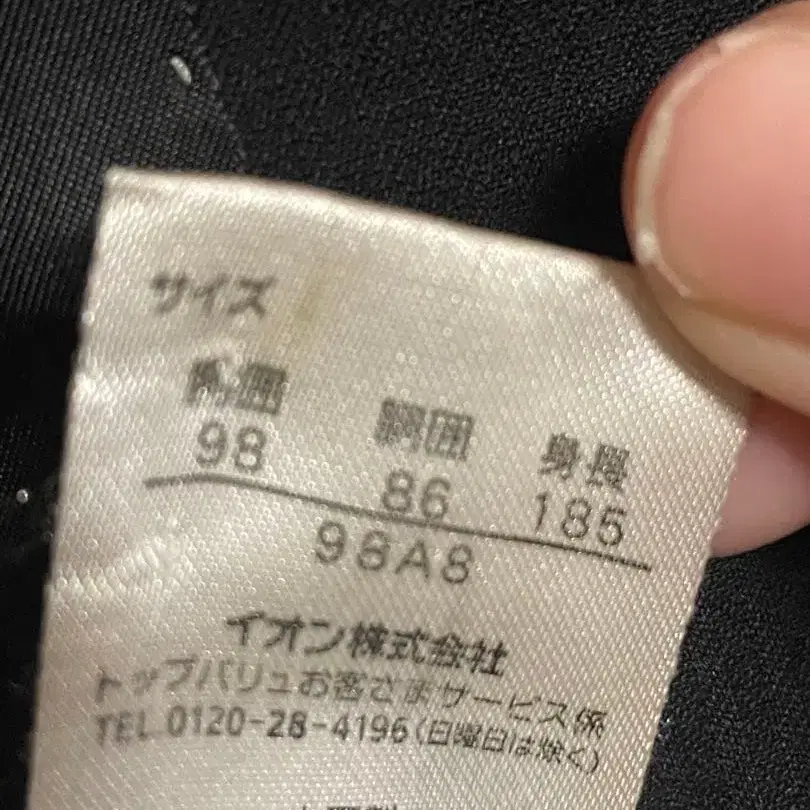 サイズ
胸囲 胴囲 身長
98 86 185
98A8
イオン株式会社
トップバリュお客さまサービス係
TEL 0120-28-4196(日曜日は除く)